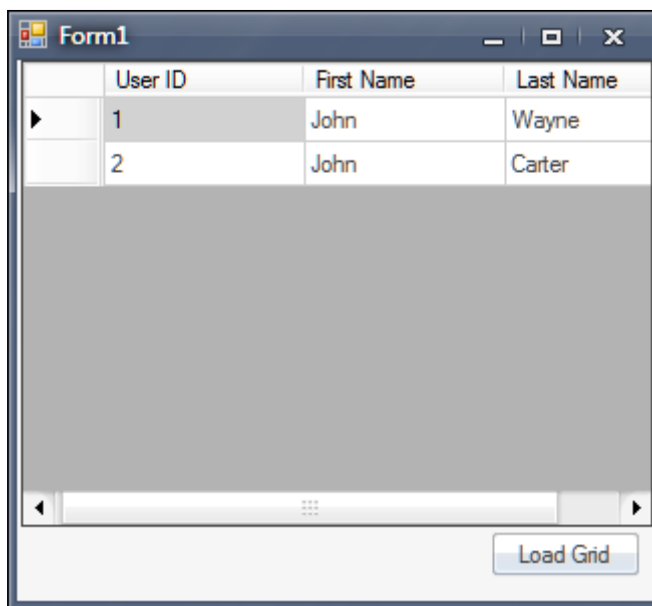 Form1
User ID First Name Last Name
1 John Wayne
2 John Carter
Load Grid